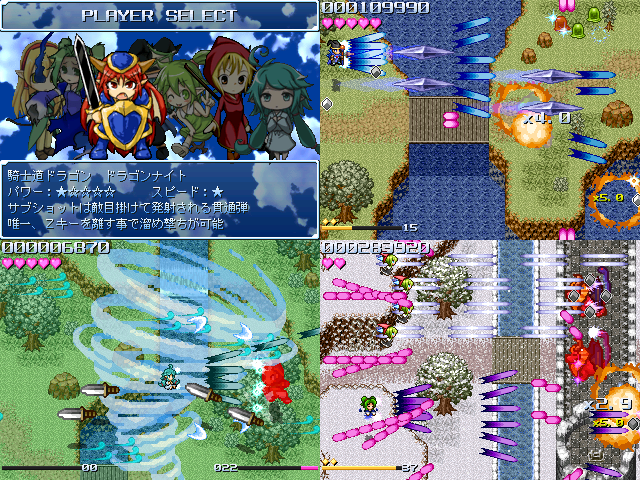 PLAYER SELECT
騎士道ドラゴン　ドラゴンナイト
パワー：★☆☆☆☆　　スピード：★
サブショットは敵目掛けて発射される貫通弾
唯一、Zキーを離す事で溜め撃ちが可能
000109990
x4.0
x5.0
15
000006870
00
022
000283920
x2.9
x5.0
37